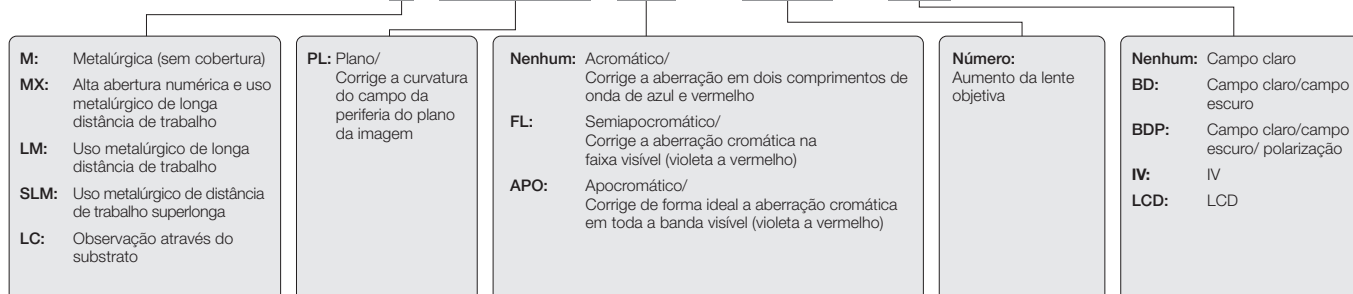 M: Metalúrgica (sem cobertura)
MX: Alta abertura numérica e uso
metalúrgico de longa
distância de trabalho
LM: Uso metalúrgico de longa
distância de trabalho
SLM: Uso metalúrgico de distância
de trabalho superlonga
LC: Observação através do
substrato
PL: Plano/
Corrige a curvatura
do campo da
periferia do plano
da imagem
Nenhum: Acromático/
Corrige a aberração em dois comprimentos de
onda de azul e vermelho
FL: Semiapocromático/
Corrige a aberração cromática na
faixa visível (violeta a vermelho)
APO: Apocromático/
Corrige de forma ideal a aberração cromática
em toda a banda visível (violeta a vermelho)
Número:
Aumento da lente
objetiva
Nenhum: Campo claro
BD: Campo claro/campo
escuro
BDP: Campo claro/campo
escuro/ polarização
IV: IV
LCD: LCD